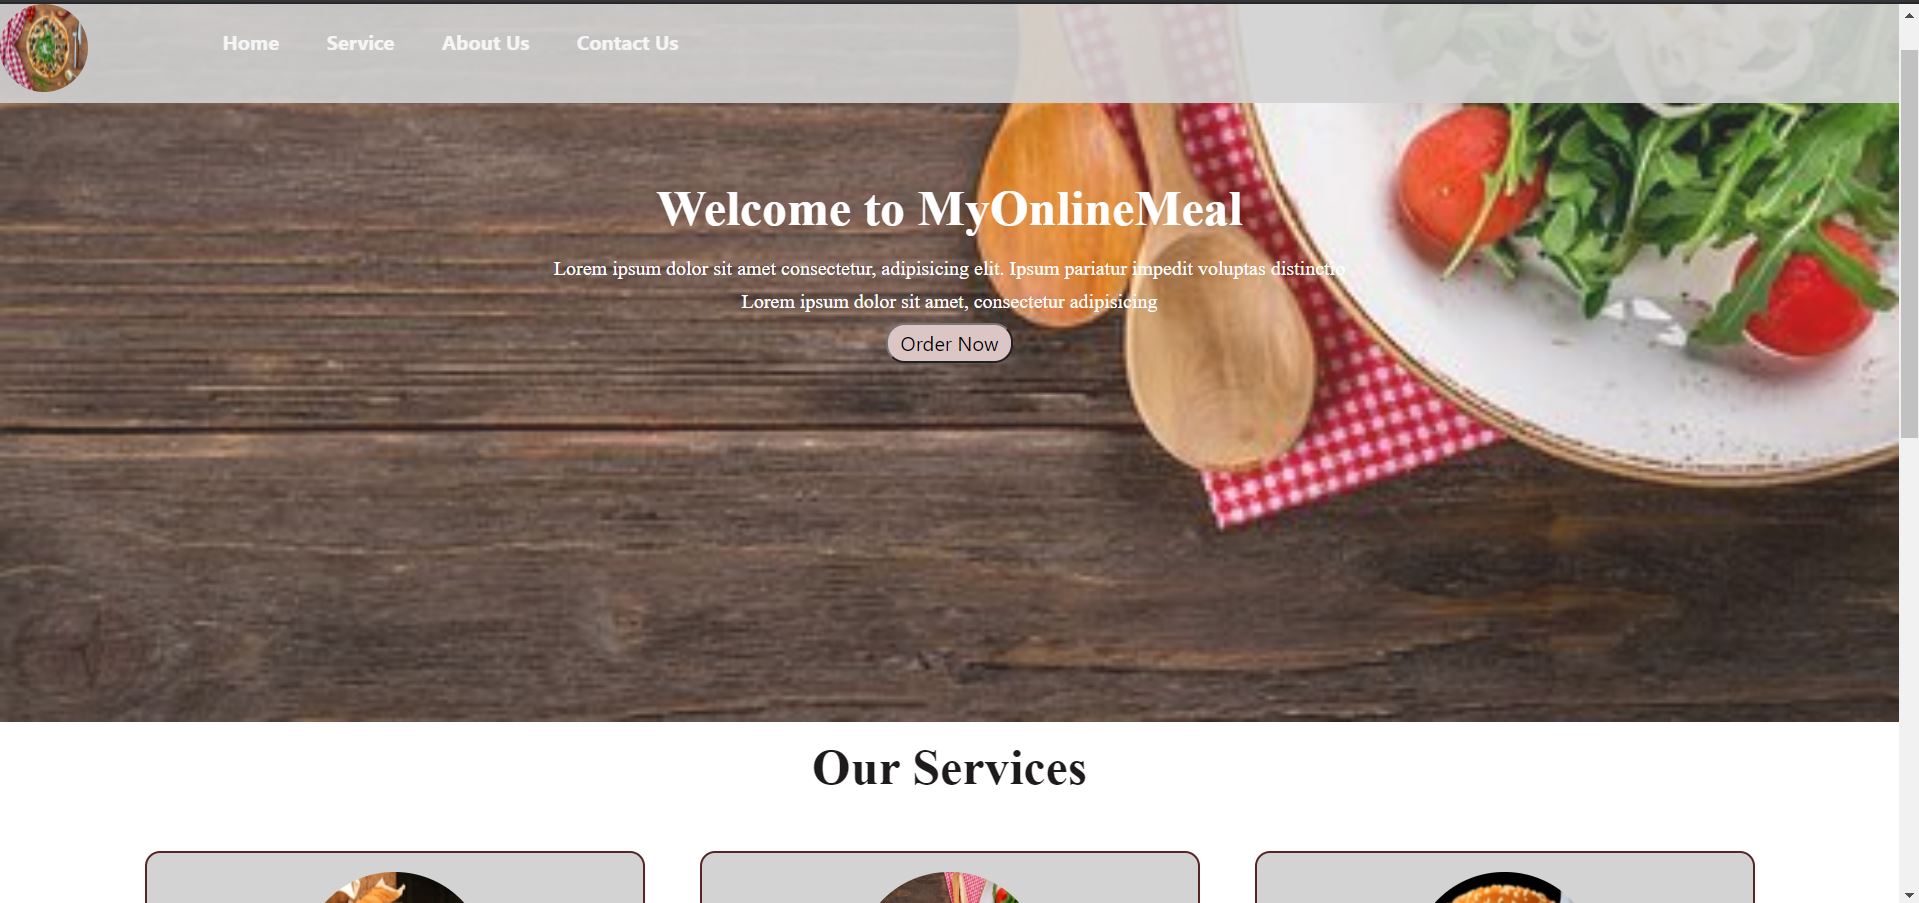 Home Service About Us Contact Us
Welcome to MyOnlineMeal
Lorem ipsum dolor sit amet consectetur, adipisicing elit. Ipsum pariatur impedit voluptas distinctio
Lorem ipsum dolor sit amet, consectetur adipisicing
Order Now
Our Services